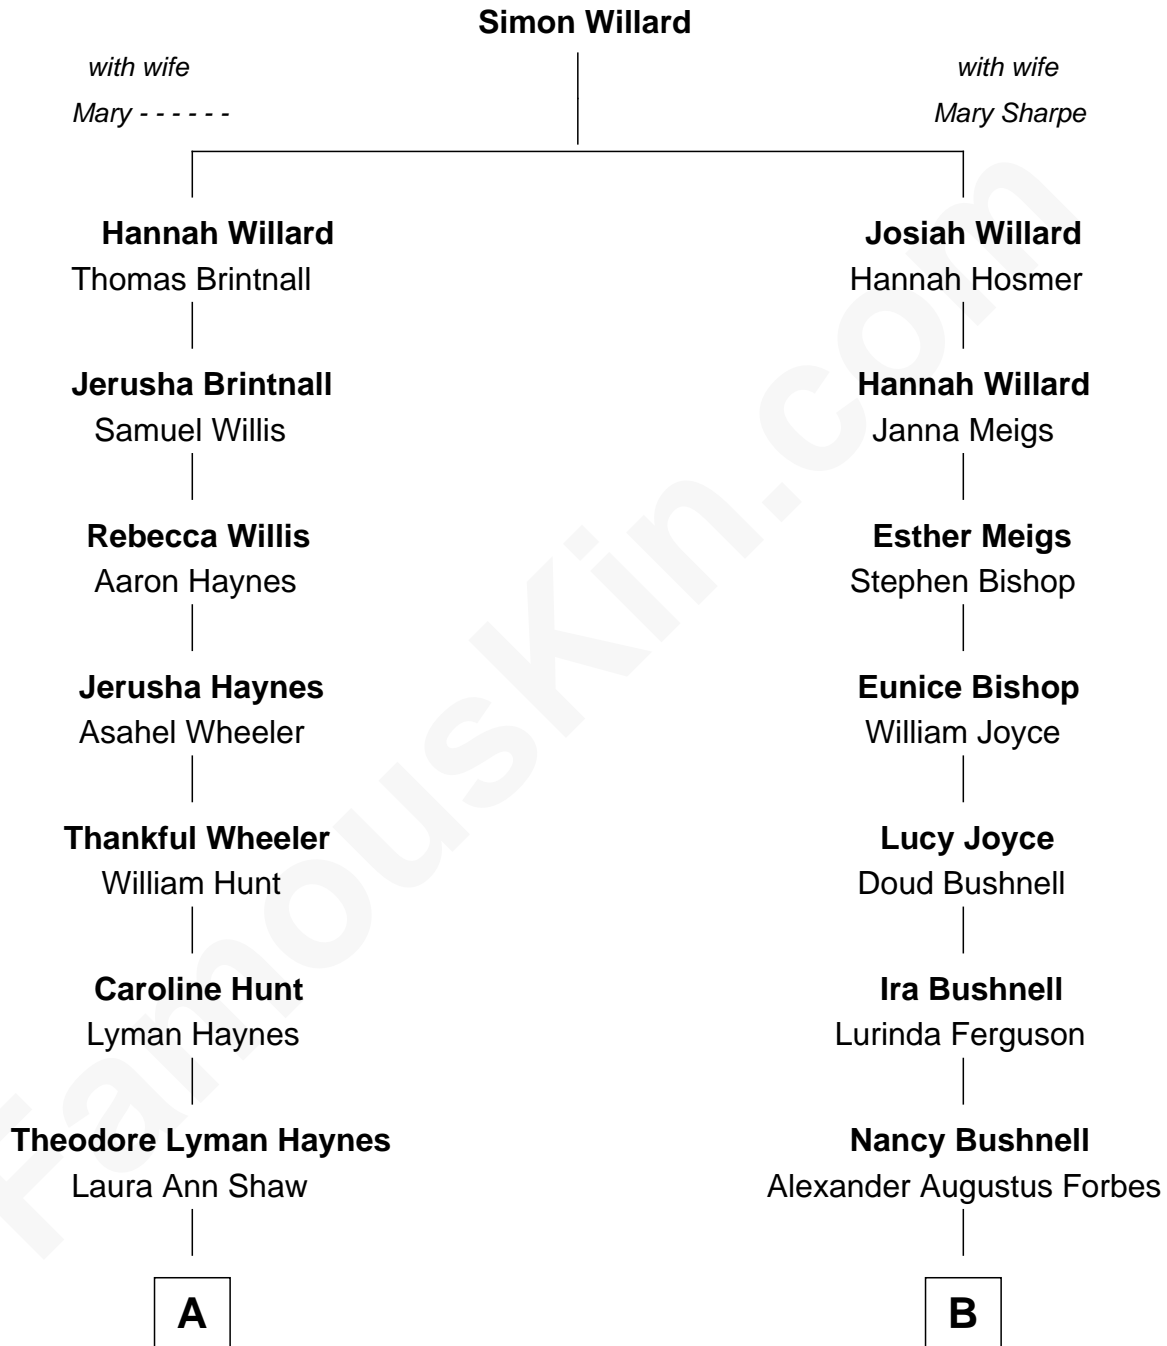 Simon Willard
with wife
Mary - - - - - -
with wife
Mary Sharpe
Hannah Willard
Thomas Brintnall
Josiah Willard
Hannah Hosmer
Jerusha Brintnall
Samuel Willis
Hannah Willard
Janna Meigs
Rebecca Willis
Aaron Haynes
Esther Meigs
Stephen Bishop
Jerusha Haynes
Asahel Wheeler
Eunice Bishop
William Joyce
Thankful Wheeler
William Hunt
Lucy Joyce
Doud Bushnell
Caroline Hunt
Lyman Haynes
Ira Bushnell
Lurinda Ferguson
Theodore Lyman Haynes
Laura Ann Shaw
Nancy Bushnell
Alexander Augustus Forbes
A
B
FamousKin.com